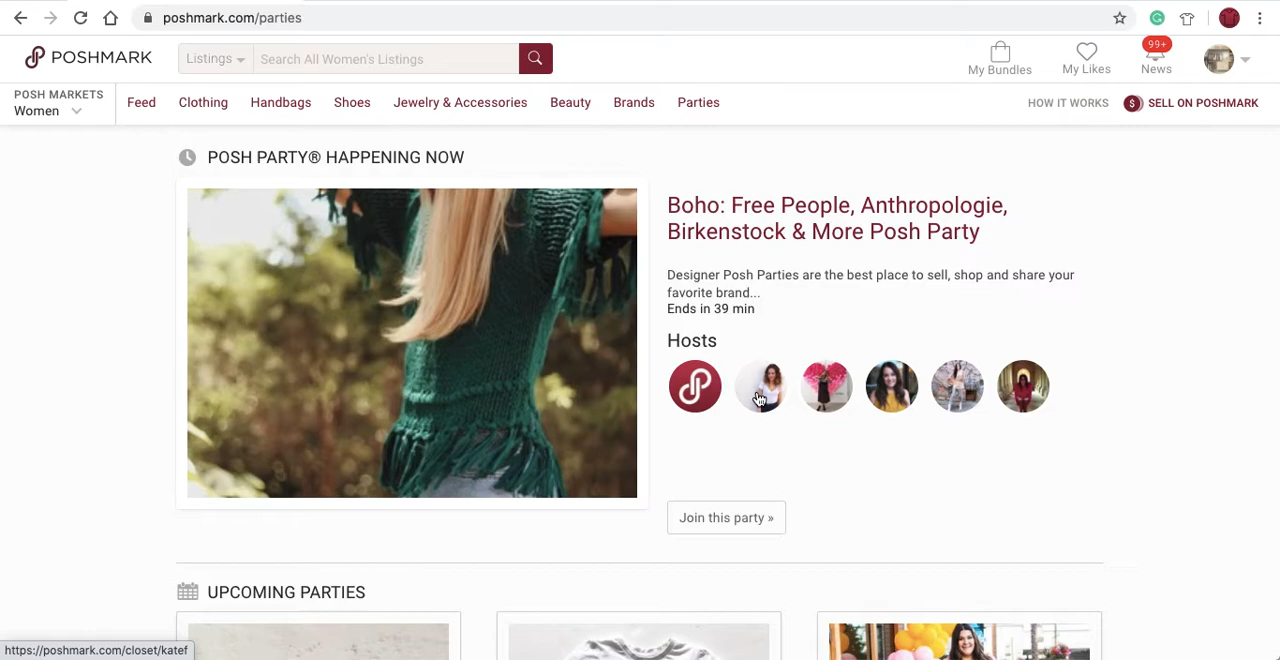 poshmark.com/parties
POSHMARK
Listings
Search All Women's Listings
My Bundles
My Likes
99+
News
POSH MARKETS
Women
Feed
Clothing
Handbags
Shoes
Jewelry & Accessories
Beauty
Brands
Parties
HOW IT WORKS
$
SELL ON POSHMARK
POSH PARTY® HAPPENING NOW
Boho: Free People, Anthropologie,
Birkenstock & More Posh Party
Designer Posh Parties are the best place to sell, shop and share your
favorite brand...
Ends in 39 min
Hosts
Join this party »
UPCOMING PARTIES
https://poshmark.com/closet/katef